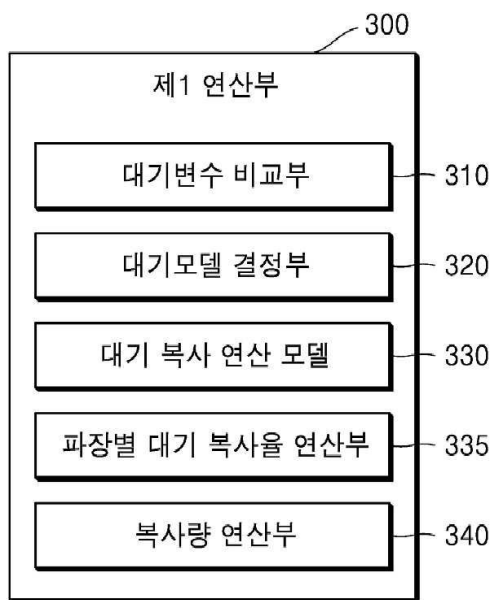 300
제1 연산부
대기변수 비교부 310
대기모델 결정부 320
대기 복사 연산 모델 330
파장별 대기 복사율 연산부 335
복사량 연산부 340